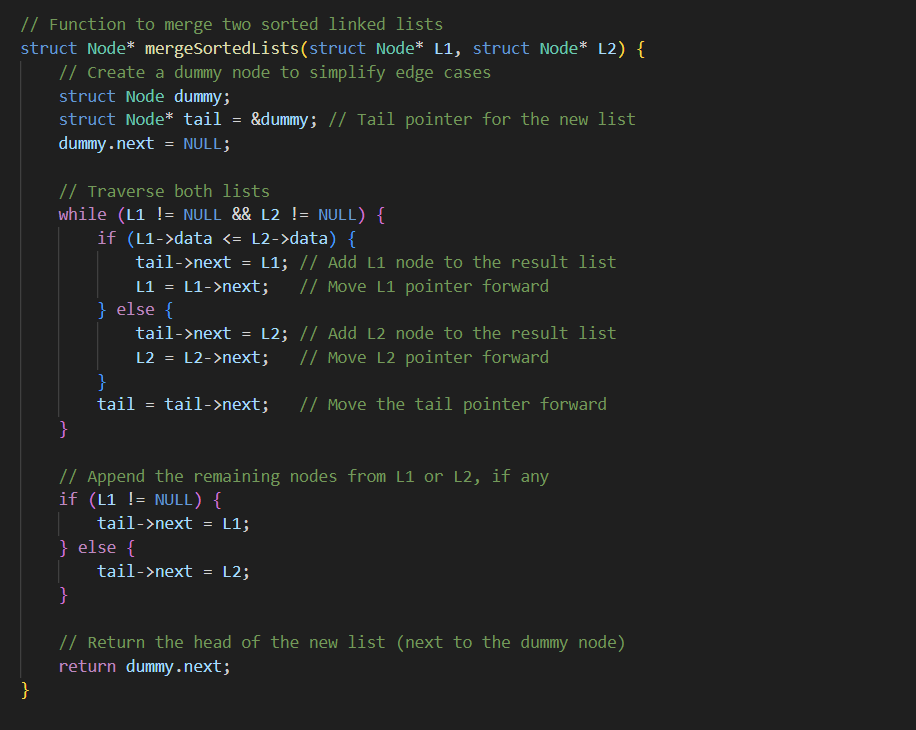 // Function to merge two sorted linked lists
struct Node* mergeSortedLists(struct Node* L1, struct Node* L2) {
    // Create a dummy node to simplify edge cases
    struct Node dummy;
    struct Node* tail = &dummy; // Tail pointer for the new list
    dummy.next = NULL;

    // Traverse both lists
    while (L1 != NULL && L2 != NULL) {
        if (L1->data <= L2->data) {
            tail->next = L1; // Add L1 node to the result list
            L1 = L1->next;   // Move L1 pointer forward
        } else {
            tail->next = L2; // Add L2 node to the result list
            L2 = L2->next;   // Move L2 pointer forward
        }
        tail = tail->next;   // Move the tail pointer forward
    }

    // Append the remaining nodes from L1 or L2, if any
    if (L1 != NULL) {
        tail->next = L1;
    } else {
        tail->next = L2;
    }

    // Return the head of the new list (next to the dummy node)
    return dummy.next;
}